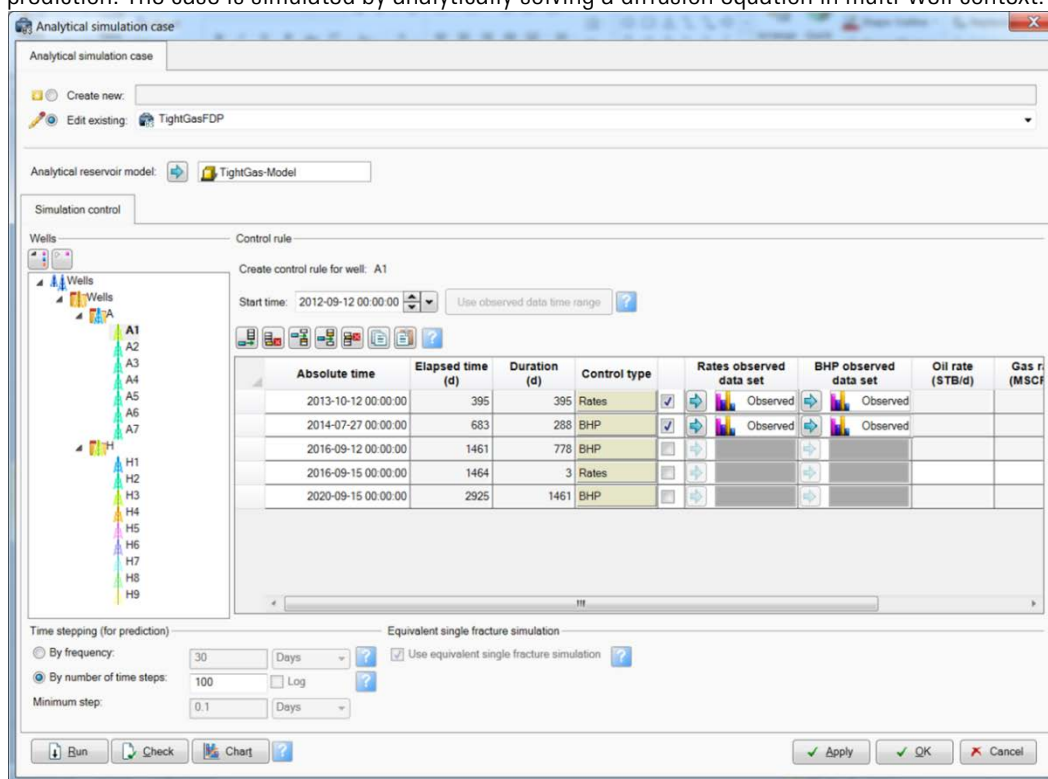 prediction. The case is simulated by analytically solving a diffusion equation in multi-well context.
Analytical simulation case
Analytical simulation case
Create new:
Edit existing: TightGasFDP
Analytical reservoir model: TightGas-Model
Simulation control
Wells
Control rule
Create control rule for well: A1
Start time: 2012-09-12 00:00:00 Use observed data time range ?
?
Wells
Wells
A
A1
A2
A3
A4
A5
A6
A7
H
H1
H2
H3
H4
H5
H6
H7
H8
H9
Absolute time Elapsed time (d) Duration (d) Control type Rates observed data set BHP observed data set Oil rate (STB/d) Gas r (MSCF
2013-10-12 00:00:00 395 395 Rates Observed Observed
2014-07-27 00:00:00 683 288 BHP Observed Observed
2016-09-12 00:00:00 1461 778 BHP
2016-09-15 00:00:00 1464 3 Rates
2020-09-15 00:00:00 2925 1461 BHP
Time stepping (for prediction)
By frequency: 30 Days ?
By number of time steps: 100 Log ?
Minimum step: 0.1 Days
Equivalent single fracture simulation
Use equivalent single fracture simulation ?
Run Check Chart ? Apply OK Cancel